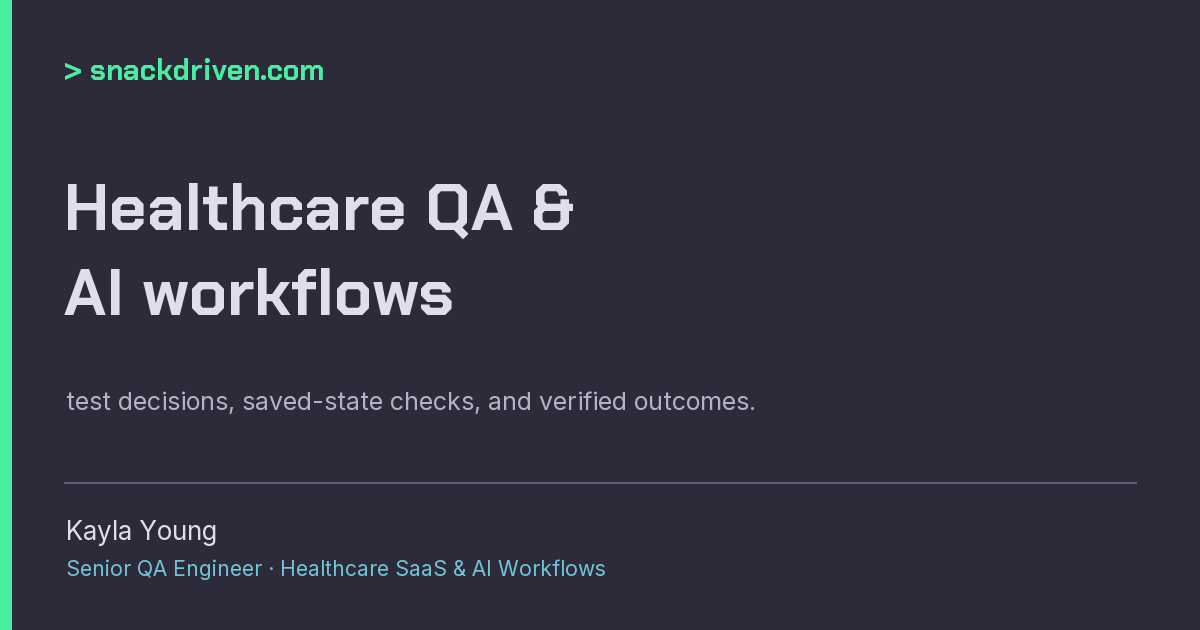 > snackdriven.com
Healthcare QA &
AI workflows
test decisions, saved-state checks, and verified outcomes.
Kayla Young
Senior QA Engineer · Healthcare SaaS & AI Workflows